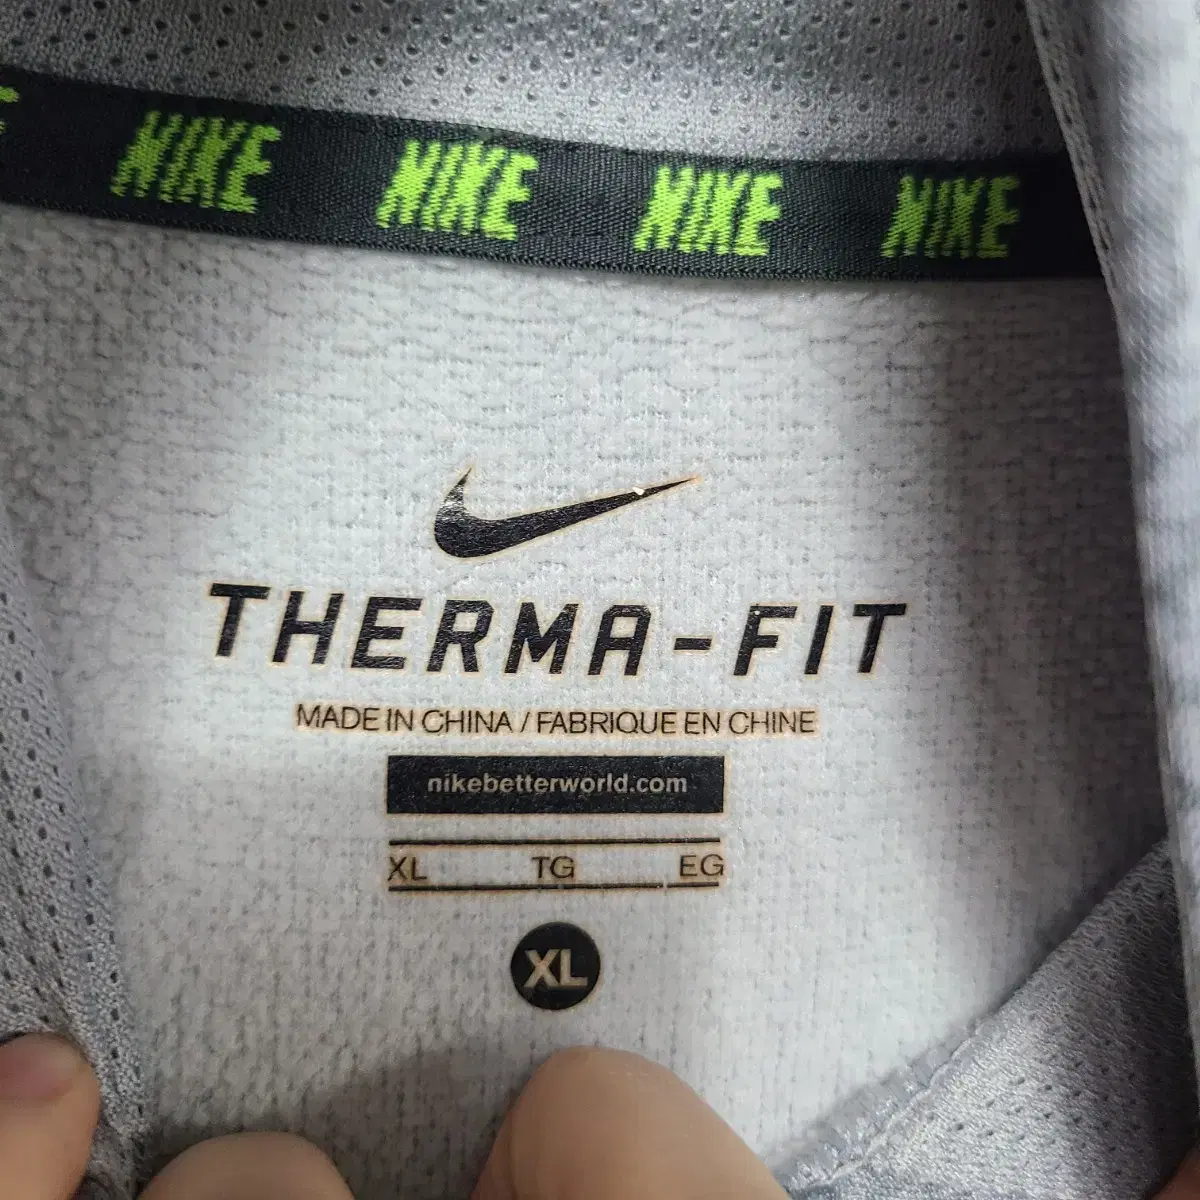 NIKE NIKE NIKE NIKE
THERMA-FIT
MADE IN CHINA / FABRIQUE EN CHINE
nikebetterworld.com
XL TG EG
XL